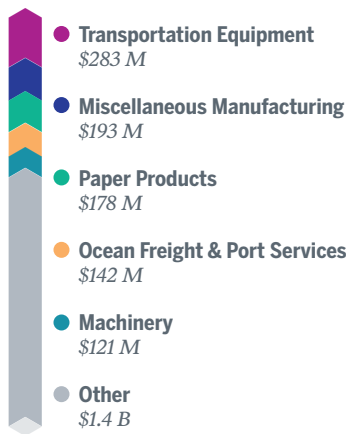 Transportation Equipment
$283 M
Miscellaneous Manufacturing
$193 M
Paper Products
$178 M
Ocean Freight & Port Services
$142 M
Machinery
$121 M
Other
$1.4 B